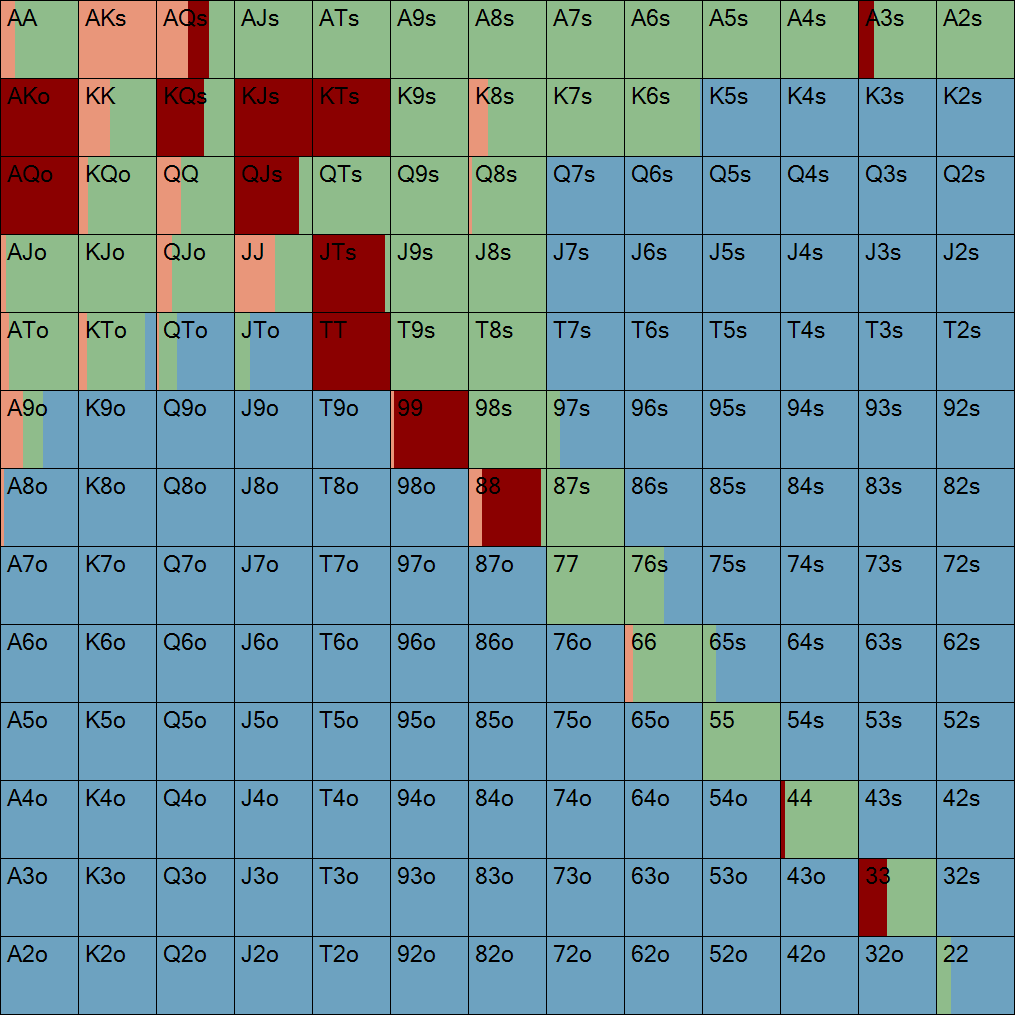 AA AKs AQs AJs ATs A9s A8s A7s A6s A5s A4s A3s A2s
AKo KK KQs KJs KTs K9s K8s K7s K6s K5s K4s K3s K2s
AQo KQo QQ QJs QTs Q9s Q8s Q7s Q6s Q5s Q4s Q3s Q2s
AJo KJo QJo JJ JTs J9s J8s J7s J6s J5s J4s J3s J2s
ATo KTo QTo JTo TT T9s T8s T7s T6s T5s T4s T3s T2s
A9o K9o Q9o J9o T9o 99 98s 97s 96s 95s 94s 93s 92s
A8o K8o Q8o J8o T8o 98o 88 87s 86s 85s 84s 83s 82s
A7o K7o Q7o J7o T7o 97o 87o 77 76s 75s 74s 73s 72s
A6o K6o Q6o J6o T6o 96o 86o 76o 66 65s 64s 63s 62s
A5o K5o Q5o J5o T5o 95o 85o 75o 65o 55 54s 53s 52s
A4o K4o Q4o J4o T4o 94o 84o 74o 64o 54o 44 43s 42s
A3o K3o Q3o J3o T3o 93o 83o 73o 63o 53o 43o 33 32s
A2o K2o Q2o J2o T2o 92o 82o 72o 62o 52o 42o 32o 22